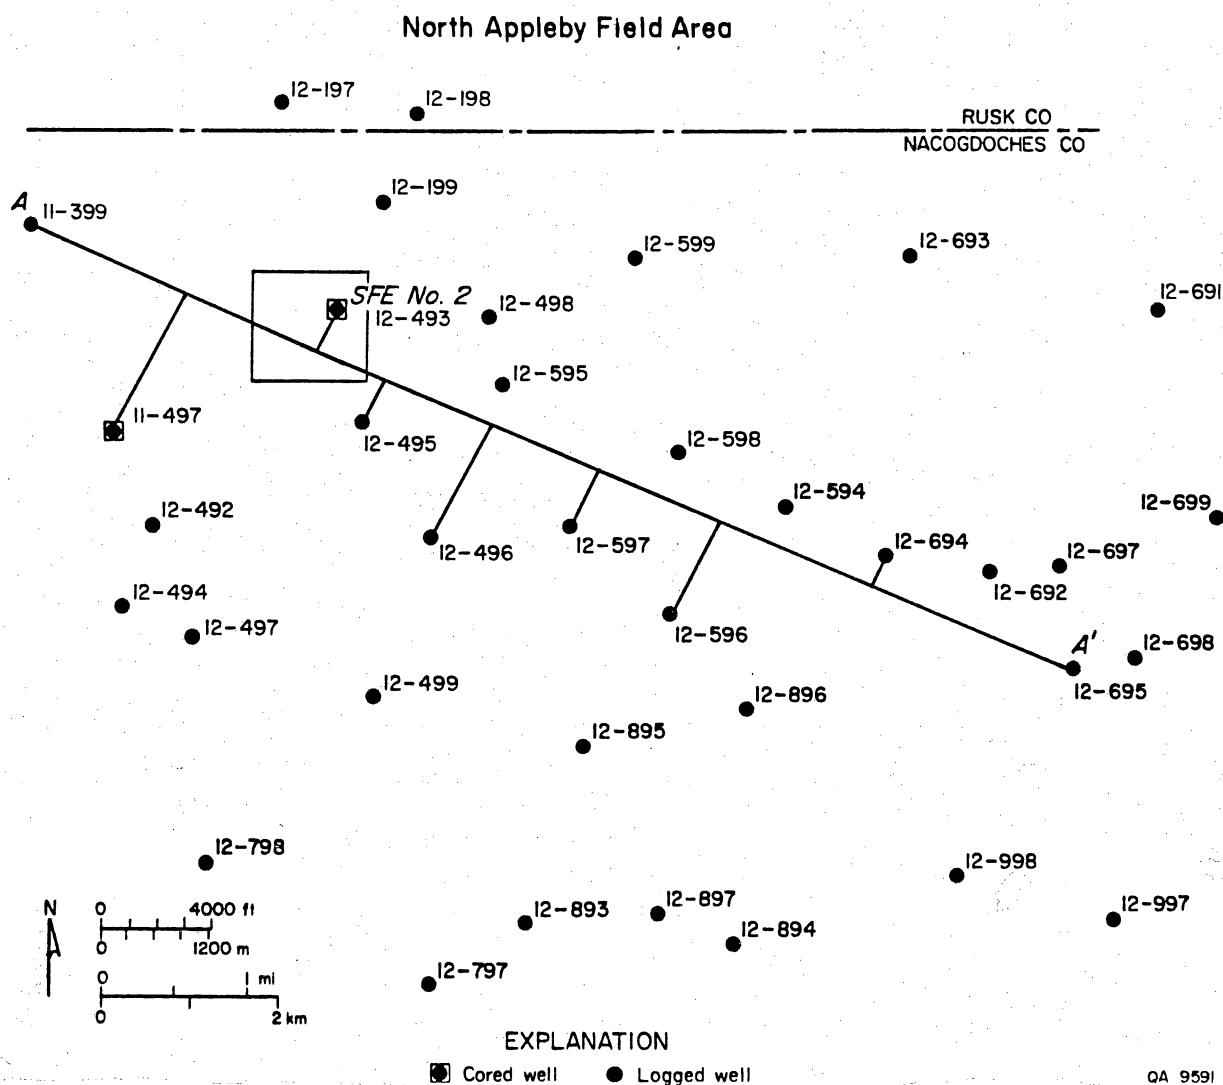 North Appleby Field Area
12-197
12-198
RUSK CO
NACOGDOCHES CO
12-199
A
11-399
12-599
12-693
12-691
SFE No. 2
12-493
12-498
12-595
11-497
12-495
12-598
12-594
12-699
12-492
12-496
12-597
12-694
12-697
12-692
12-494
12-497
12-596
A'
12-698
12-695
12-499
12-896
12-895
12-798
12-998
N
0 4000 ft
0 1200 m
12-893
12-897
12-997
12-894
12-797
0 1 mi
0 2 km
EXPLANATION
Cored well Logged well
QA 9591